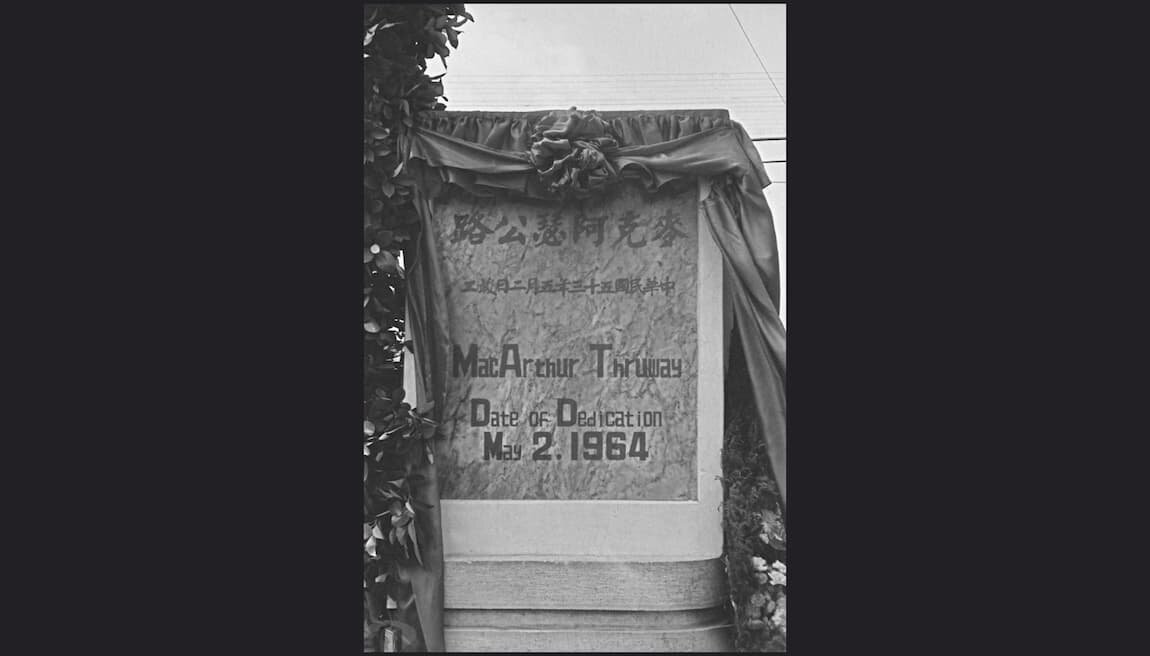 麥克阿瑟公路
中華民國五十三年五月二日竣工
MacArthur Thruway
Date of Dedication
May 2.1964